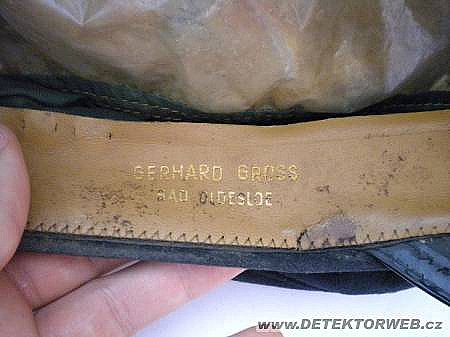 GERHARD GROSS
BAD OLDESLOE
www.DETEKTORWEB.cz